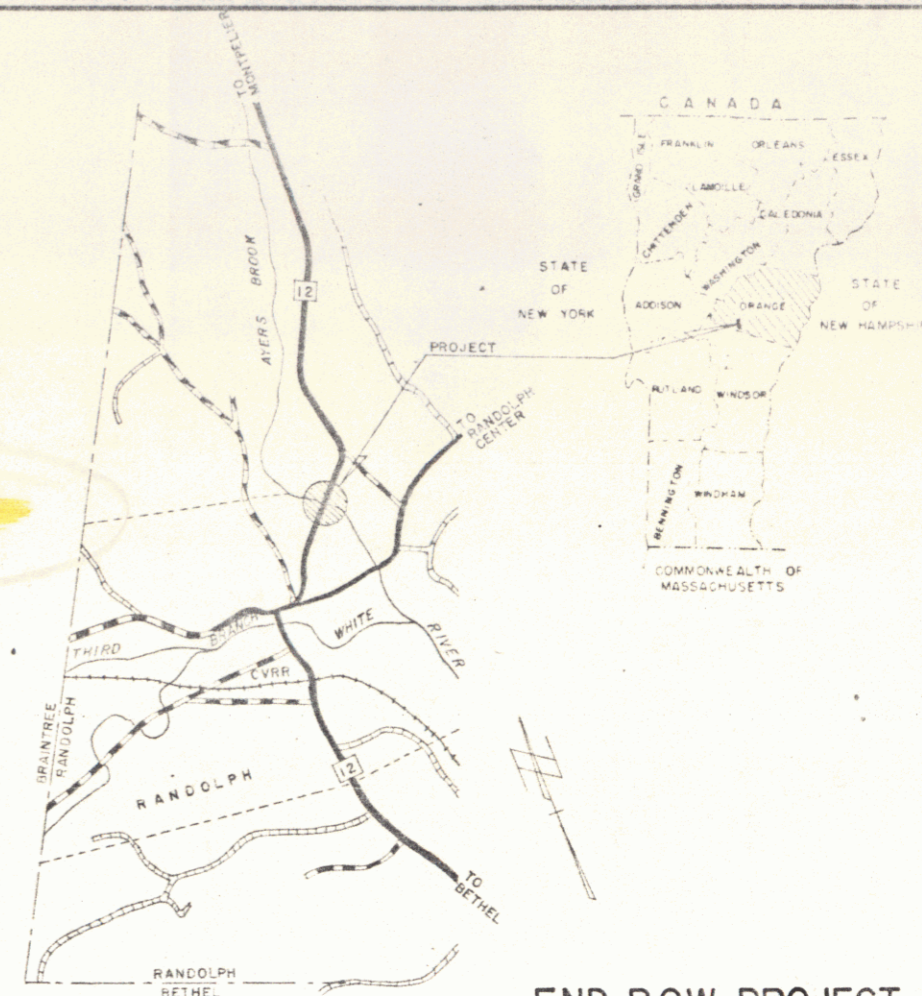 TO
MONTPELIER
12
AYERS BROOK
PROJECT
TO
RANDOLPH
CENTER
THIRD BRANCH WHITE RIVER
CVRR
BRAINTREE
RANDOLPH
RANDOLPH
12
TO
BETHEL
RANDOLPH
BETHEL
CANADA
GRAND ISLE
FRANKLIN
ORLEANS
ESSEX
LAMOILLE
CHITTENDEN
CALEDONIA
WASHINGTON
ADDISON
ORANGE
RUTLAND
WINDSOR
BENNINGTON
WINDHAM
STATE
OF
NEW YORK
STATE
OF
NEW HAMPSHIR
COMMONWEALTH OF
MASSACHUSETTS
END R.O.W. PROJECT